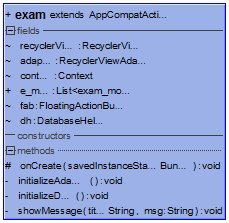 + exam extends AppCompatActi...
fields
~ recyclerVi... :RecyclerVi...
~ adap... :RecyclerViewAda...
~ cont... :Context
+ e_m... :List<exam_mo...
~ fab:FloatingActionBu...
~ dh:DatabaseHel...
constructors
methods
# onCreate(savedInstanceSta... Bun... ):void
- initializeAda... ():void
- initializeD... ():void
- showMessage(tit... String, msg:String):void